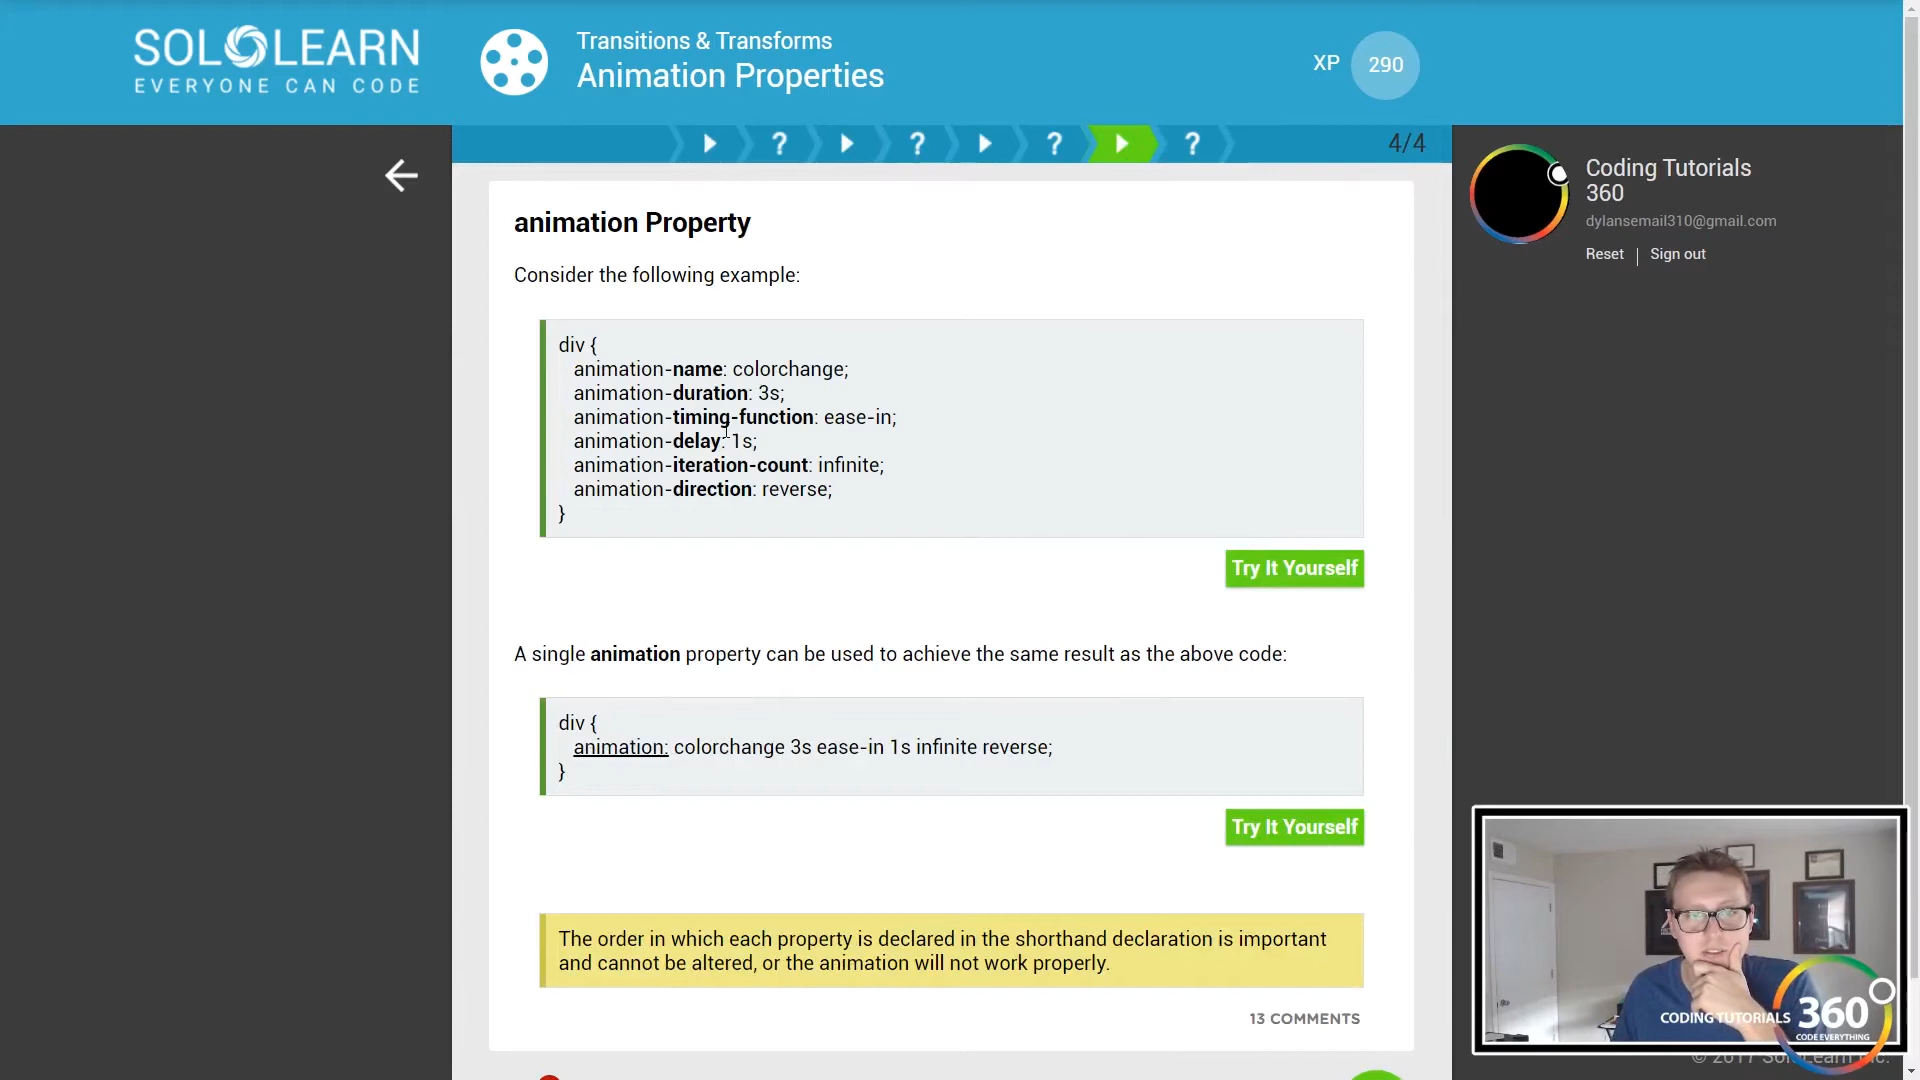 SOLOLEARN
EVERYONE CAN CODE
Transitions & Transforms
Animation Properties
XP 290
? ? ? ?
4/4
Coding Tutorials
360
dylansemail310@gmail.com
Reset | Sign out
animation Property
Consider the following example:
div {
animation-name: colorchange;
animation-duration: 3s;
animation-timing-function: ease-in;
animation-delay: 1s;
animation-iteration-count: infinite;
animation-direction: reverse;
}
Try It Yourself
A single animation property can be used to achieve the same result as the above code:
div {
animation: colorchange 3s ease-in 1s infinite reverse;
}
Try It Yourself
The order in which each property is declared in the shorthand declaration is important
and cannot be altered, or the animation will not work properly.
13 COMMENTS
CODING TUTORIALS 360
CODE EVERYTHING
© 2017 SoloLearn Inc.